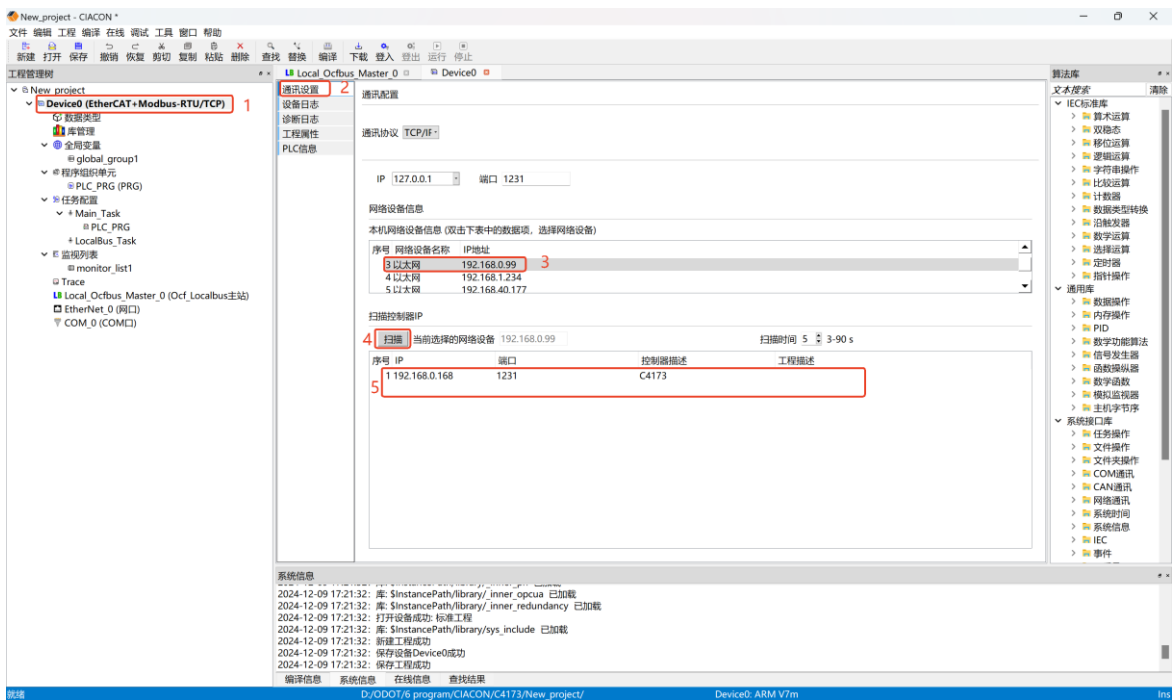 New_project - CIACON *
文件 编辑 工程 编译 在线 调试 工具 窗口 帮助
新建 打开 保存 撤销 恢复 剪切 复制 粘贴 删除 查找 替换 编译 下载 登入 登出 运行 停止
工程管理树
New_project
Device0 (EtherCAT+Modbus-RTU/TCP)
1
数据类型
库管理
全局变量
global_group1
程序组织单元
PLC_PRG (PRG)
任务配置
Main_Task
PLC_PRG
LocalBus_Task
监视列表
monitor_list1
Trace
Local_Ocfbus_Master_0 (Ocf_Localbus主站)
EtherNet_0 (网口)
COM_0 (COM口)
Local_Ocfbus_Master_0
Device0
通讯设置
2
设备日志
诊断日志
工程属性
PLC信息
通讯配置
通讯协议 TCP/IF
IP 127.0.0.1 端口 1231
网络设备信息
本机网络设备信息 (双击下表中的数据项，选择网络设备)
序号 网络设备名称 IP地址
3 以太网 192.168.0.99
3
4 以太网 192.168.1.234
5 以太网 192.168.40.177
扫描控制器IP
4 扫描 当前选择的网络设备 192.168.0.99 扫描时间 5 3-90 s
序号 IP 端口 控制器描述 工程描述
1 192.168.0.168 1231 C4173
5
算法库
文本搜索 清除
IEC标准库
算术运算
双稳态
移位运算
逻辑运算
字符串操作
比较运算
计数器
数据类型转换
沿触发器
数学运算
选择运算
定时器
指针操作
通用库
数据操作
内存操作
PID
数学功能算法
信号发生器
函数操纵器
数学函数
模拟监视器
主机字节序
系统接口库
任务操作
文件操作
文件夹操作
COM通讯
CAN通讯
网络通讯
系统时间
系统信息
IEC
事件
系统信息
2024-12-09 17:21:32: 库: $InstancePath/library/_inner_opcua 已加载
2024-12-09 17:21:32: 库: $InstancePath/library/_inner_redundancy 已加载
2024-12-09 17:21:32: 打开设备成功: 标准工程
2024-12-09 17:21:32: 库: $InstancePath/library/sys_include 已加载
2024-12-09 17:21:32: 新建工程成功
2024-12-09 17:21:32: 保存设备Device0成功
2024-12-09 17:21:32: 保存工程成功
编译信息 系统信息 在线信息 查找结果
就绪 D:/ODOT/6 program/CIACON/C4173/New_project/ Device0: ARM V7m Ins